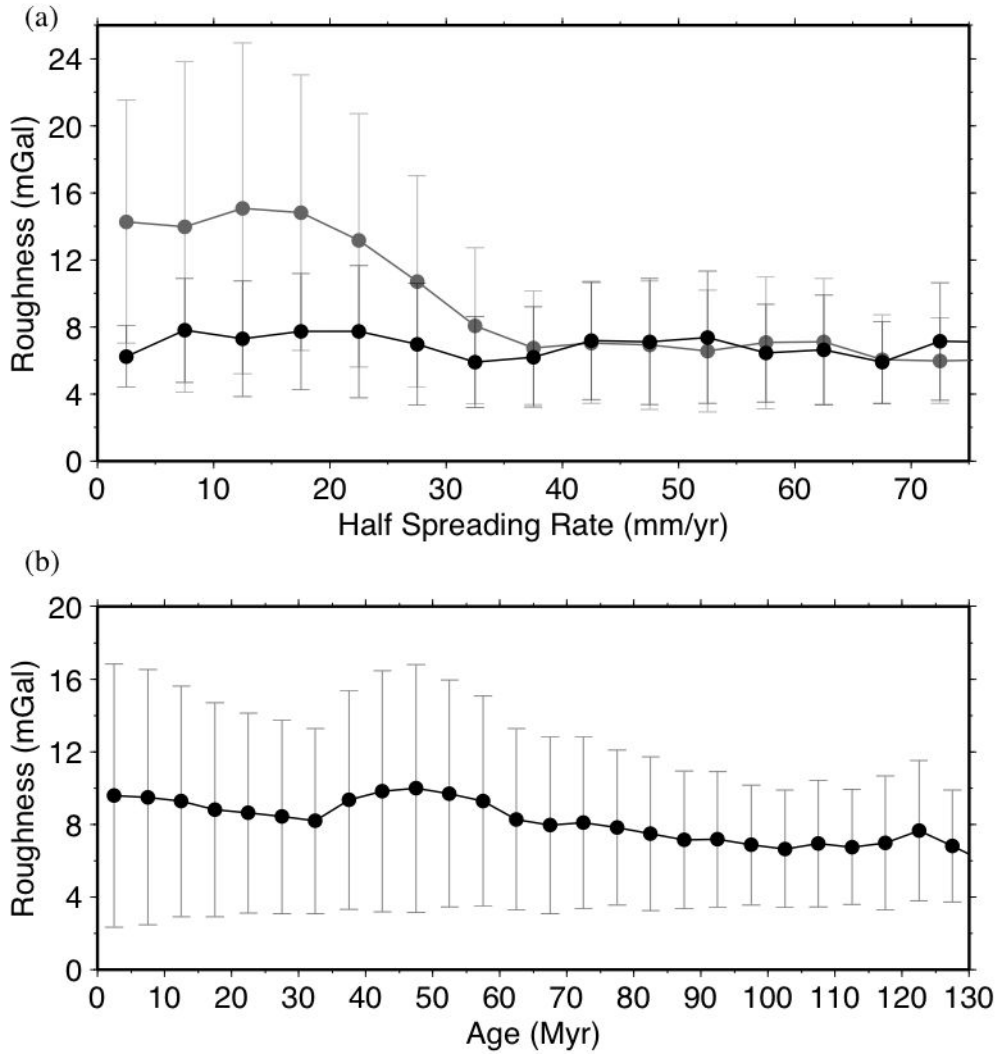 (a)
24
20
16
12
8
4
0
Roughness (mGal)
0 10 20 30 40 50 60 70
Half Spreading Rate (mm/yr)
(b)
20
16
12
8
4
0
Roughness (mGal)
0 10 20 30 40 50 60 70 80 90 100 110 120 130
Age (Myr)